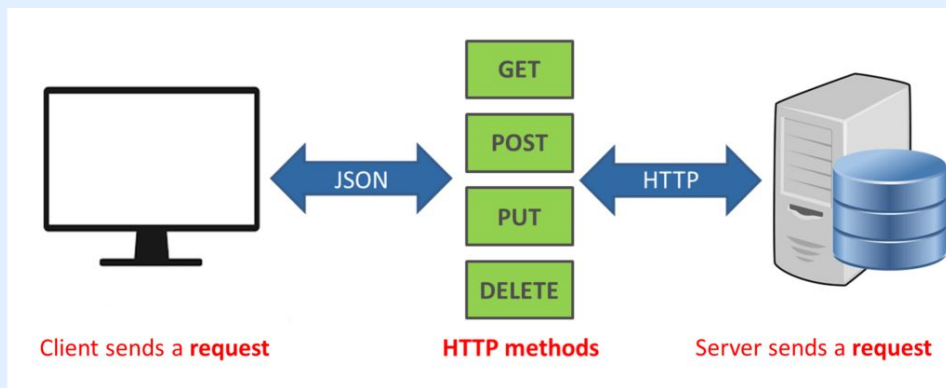 GET
POST
JSON
HTTP
PUT
DELETE
Client sends a request
HTTP methods
Server sends a request